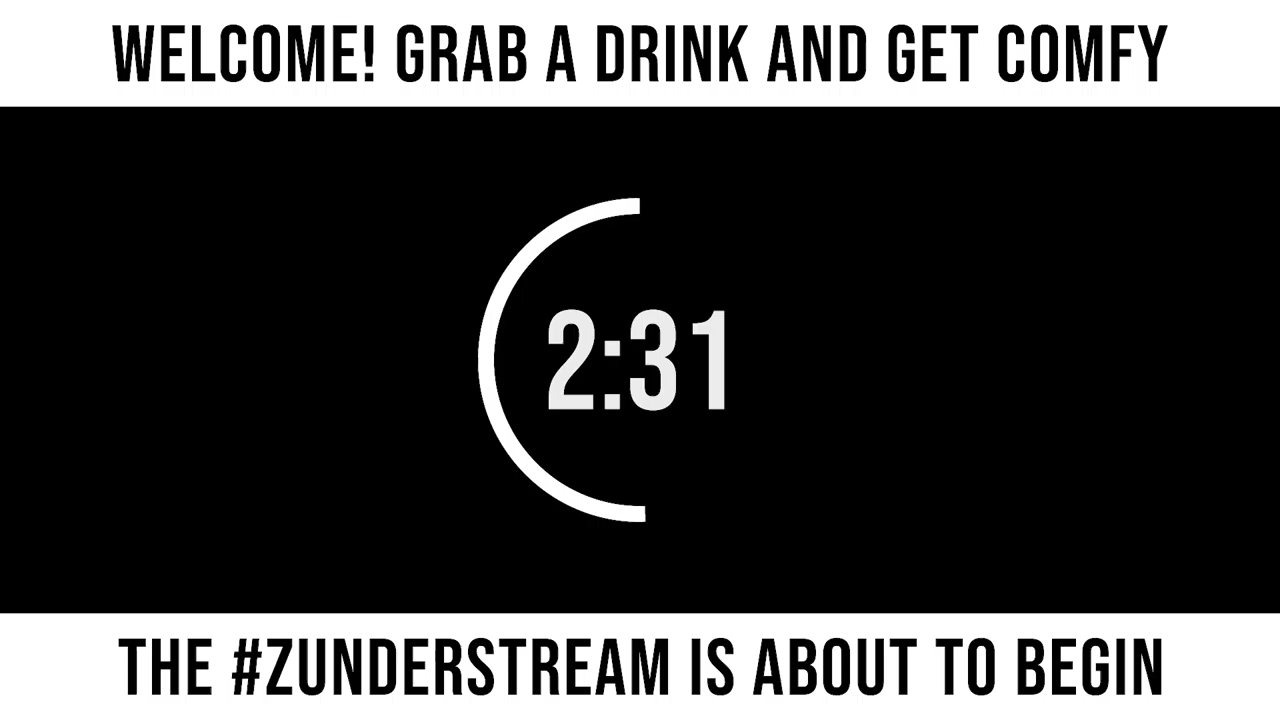 WELCOME! GRAB A DRINK AND GET COMFY
2:31
THE #ZUNDERSTREAM IS ABOUT TO BEGIN